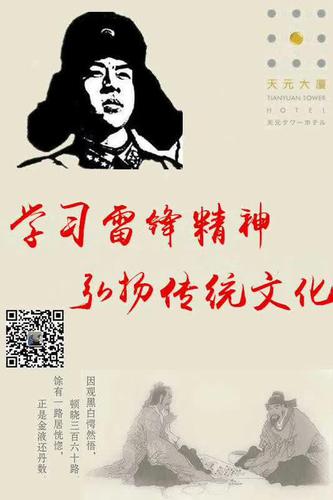 天元大廈
TIANYUAN TOWER
HOTEL
天元タワーホテル
学习雷锋精神
弘扬传统文化
因观黑白愕然悟，
顿晓三百六十路，
馀有一路居恍惚，
正是金液还丹数。